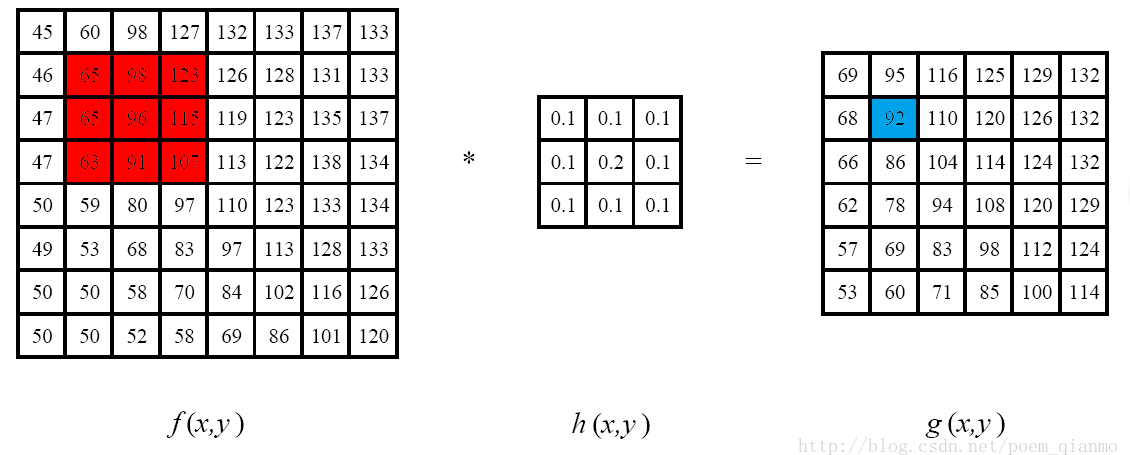 45 60 98 127 132 133 137 133
46 65 98 123 126 128 131 133
47 65 96 115 119 123 135 137
47 63 91 107 113 122 138 134
50 59 80 97 110 123 133 134
49 53 68 83 97 113 128 133
50 50 58 70 84 102 116 126
50 50 52 58 69 86 101 120
*
0.1 0.1 0.1
0.1 0.2 0.1
0.1 0.1 0.1
=
69 95 116 125 129 132
68 92 110 120 126 132
66 86 104 114 124 132
62 78 94 108 120 129
57 69 83 98 112 124
53 60 71 85 100 114
f(x,y)
h(x,y)
g(x,y)
http://blog.csdn.net/poem_qianmo